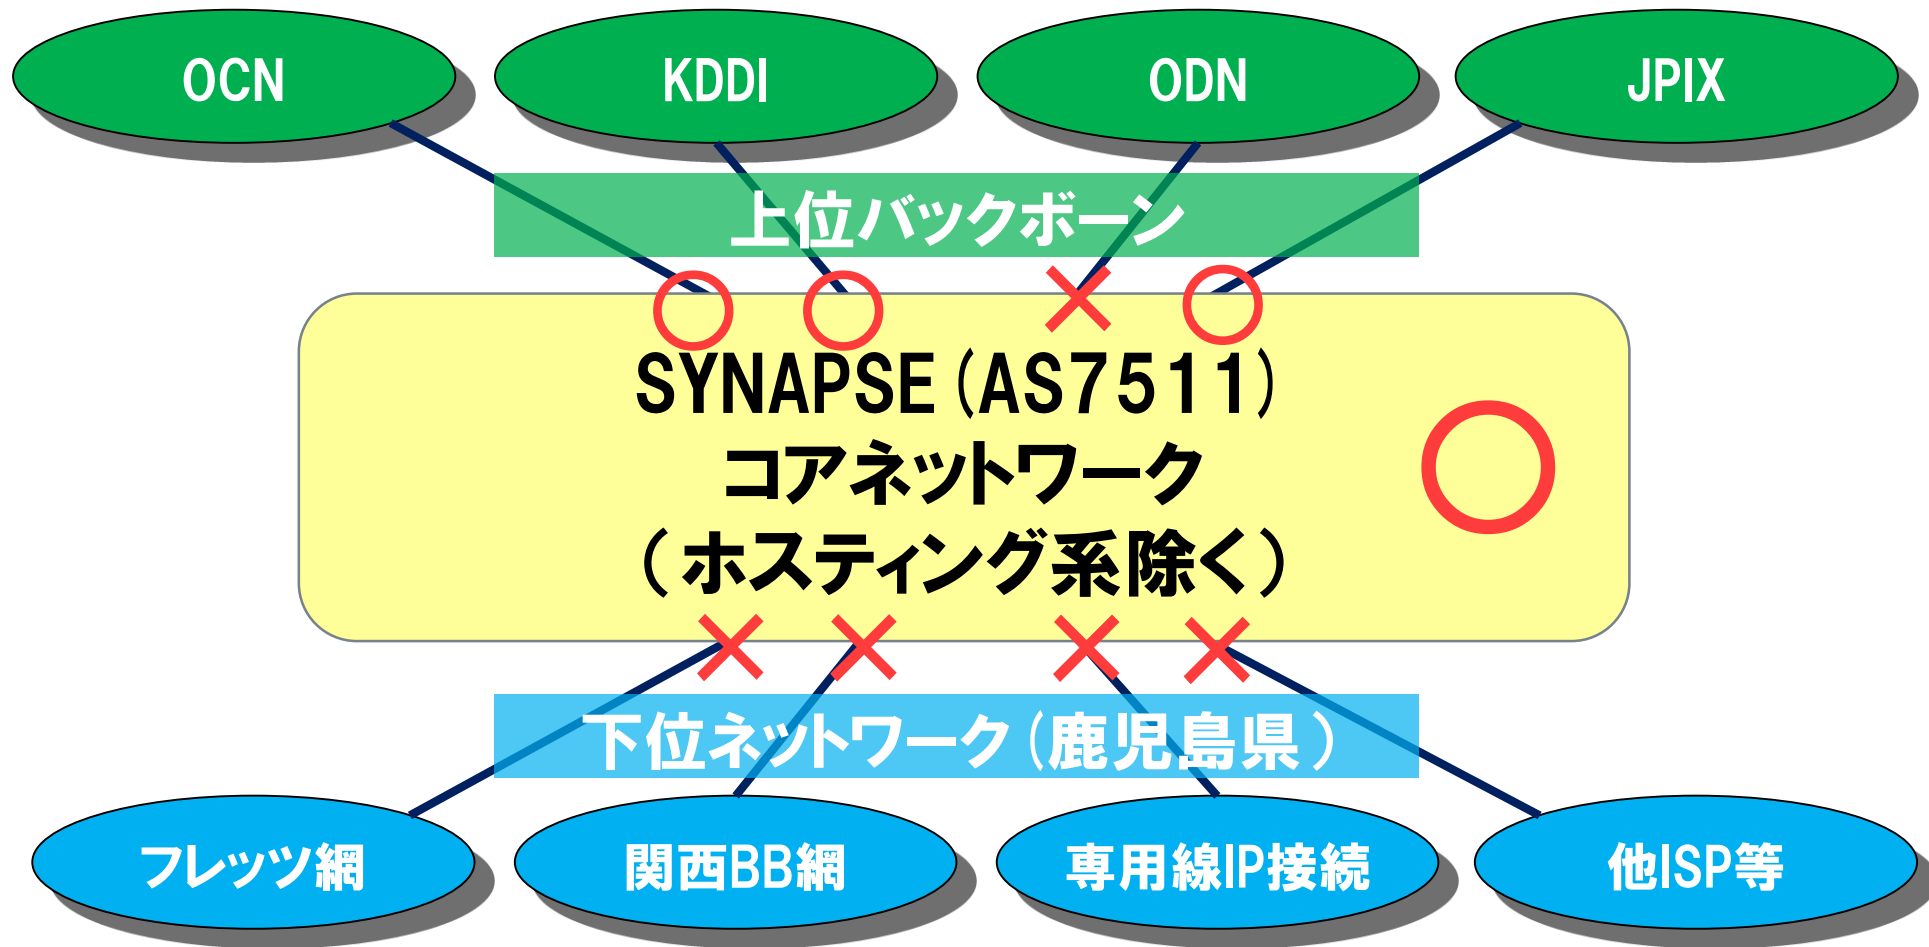 OCN
KDDI
ODN
JPIX
上位バックボーン
SYNAPSE(AS7511)
コアネットワーク
(ホスティング系除く)
下位ネットワーク(鹿児島県)
フレッツ網
関西BB網
専用線IP接続
他ISP等